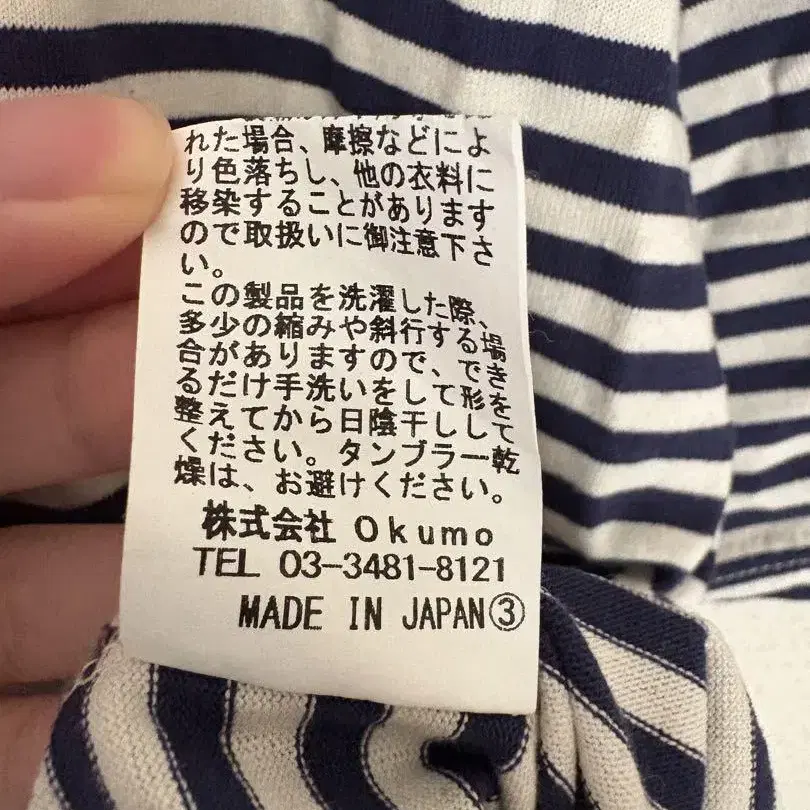 れた場合、摩擦などによ
り色落ちし、他の衣料に
移染することがあります
ので取扱いに御注意下さ
い。
この製品を洗濯した際、
多少の縮みや斜行する場
合がありますので、できを
るだけ手洗いをして形を
整えてから日陰干しして
ください。タンブラー乾
燥は、お避けください。
株式会社 Okumo
TEL 03-3481-8121
MADE IN JAPAN③